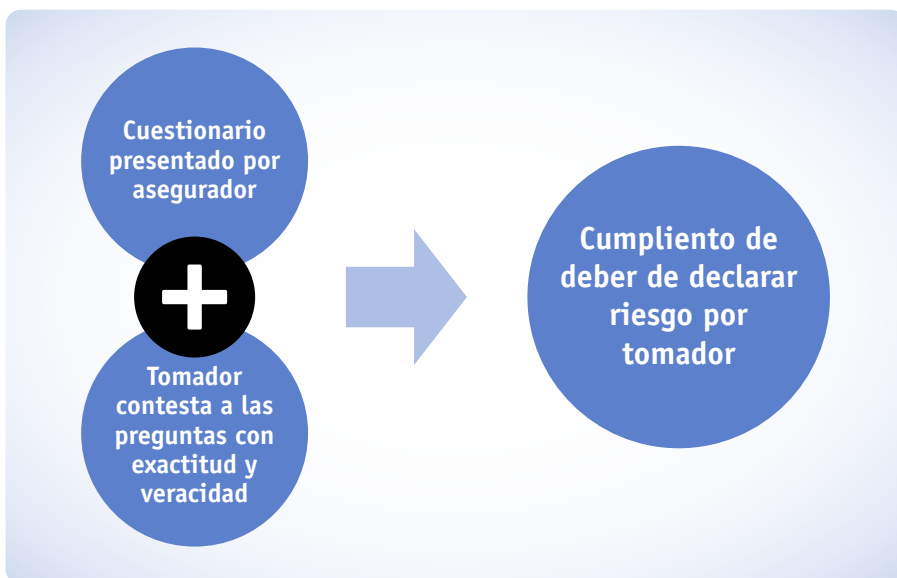 Cuestionario
presentado por
asegurador
+
Tomador
contesta a las
preguntas con
exactitud y
veracidad
Cumpliento de
deber de declarar
riesgo por
tomador